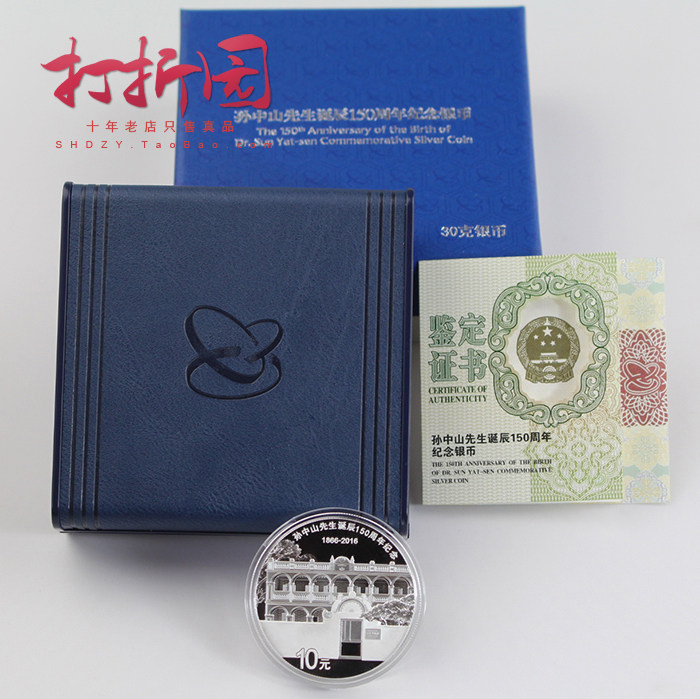 打折园
十年老店只售真品
SHDZY.TaoBao.Com
孙中山先生诞辰150周年纪念银币
The 150th Anniversary of the Birth of
Dr. Sun Yat-sen Commemorative Silver Coin
30克银币
鉴定
证书
CERTIFICATE OF
AUTHENTICITY
孙中山先生诞辰150周年
纪念银币
THE 150TH ANNIVERSARY OF THE BIRTH
OF DR. SUN YAT-SEN COMMEMORATIVE
SILVER COIN
孙中山先生诞辰150周年纪念
1866-2016
10元